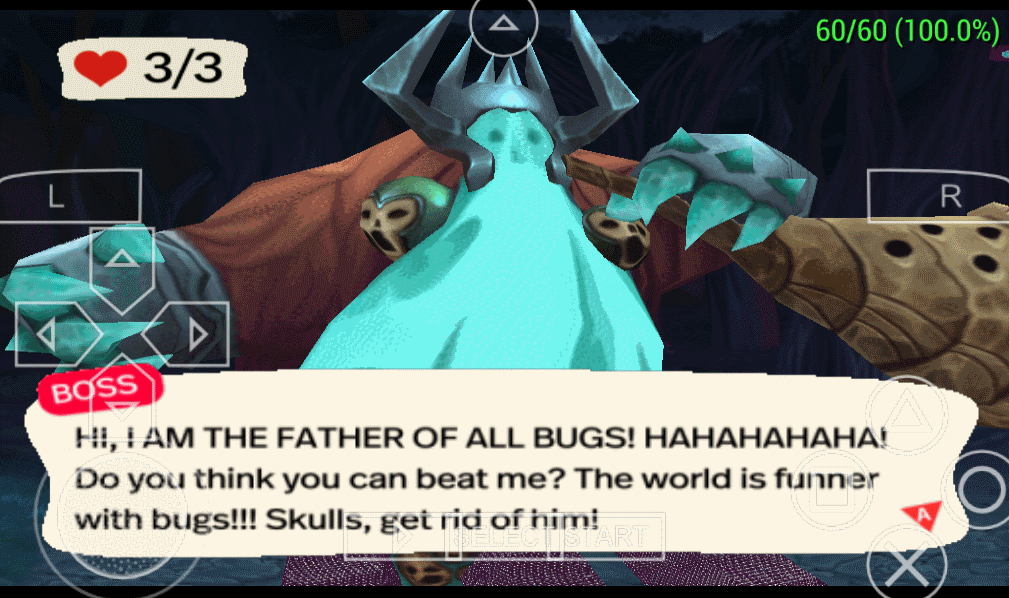 60/60 (100.0%)
3/3
L
R
BOSS
HI, I AM THE FATHER OF ALL BUGS! HAHAHAHAHA!
Do you think you can beat me? The world is funner
with bugs!!! Skulls, get rid of him!
A
SELECT START